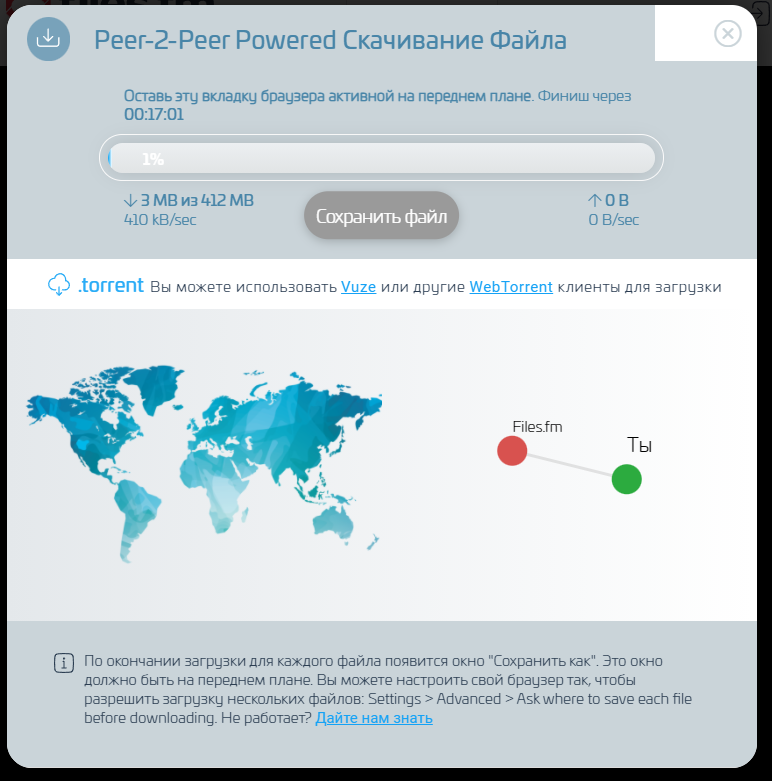 Peer-2-Peer Powered Скачивание Файла
Оставь эту вкладку браузера активной на переднем плане. Финиш через
00:17:01
1%
3 MB из 412 MB
410 kB/sec
Сохранить файл
0 B
0 B/sec
.torrent Вы можете использовать Vuze или другие WebTorrent клиенты для загрузки
Files.fm
Ты
По окончании загрузки для каждого файла появится окно "Сохранить как". Это окно
должно быть на переднем плане. Вы можете настроить свой браузер так, чтобы
разрешить загрузку нескольких файлов: Settings > Advanced > Ask where to save each file
before downloading. Не работает? Дайте нам знать